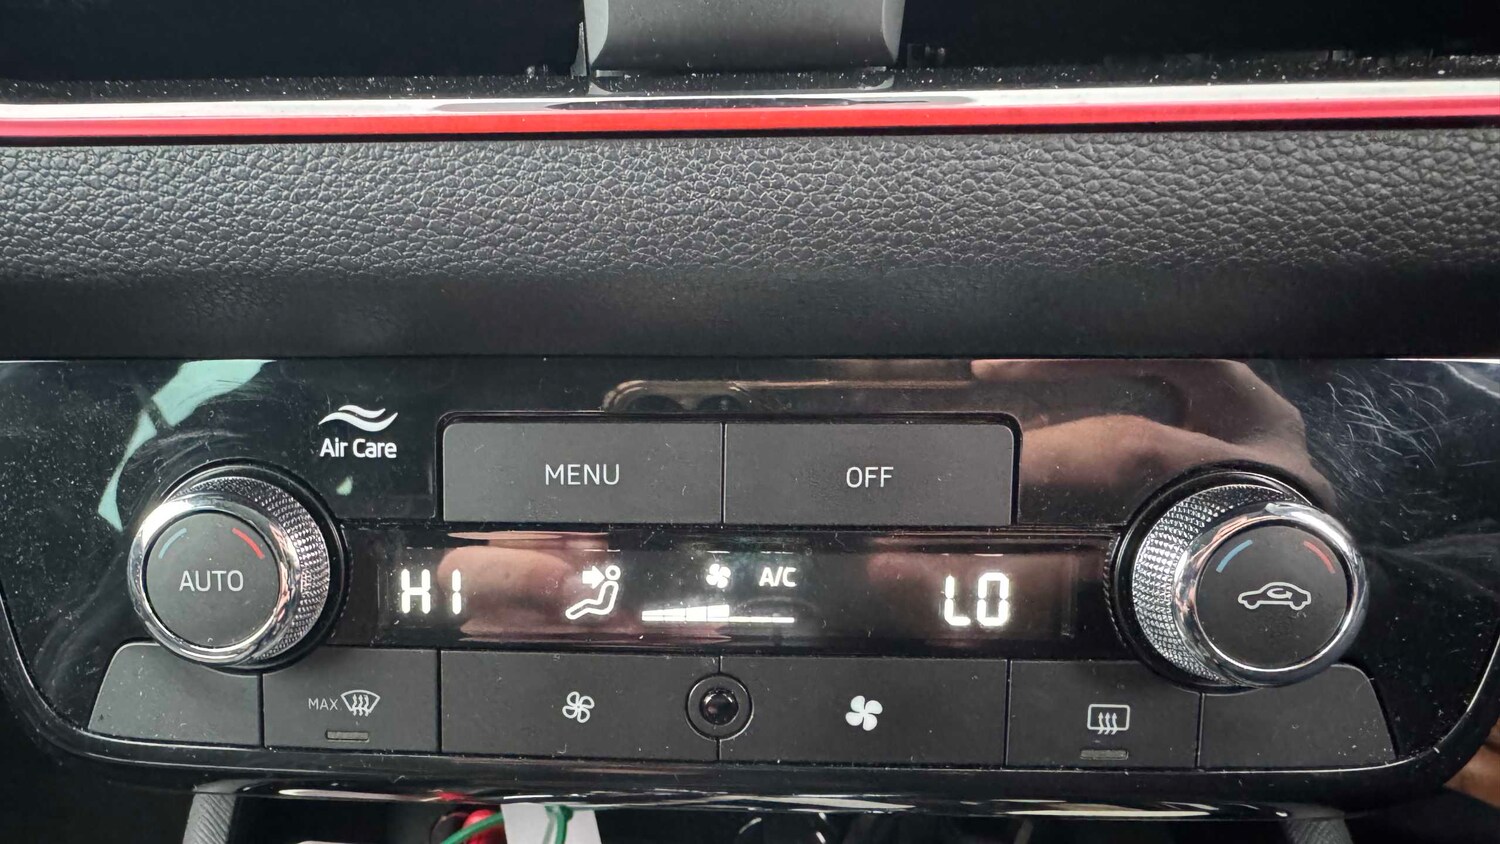 Air Care
MENU
OFF
AUTO
HI
A/C
LO
MAX